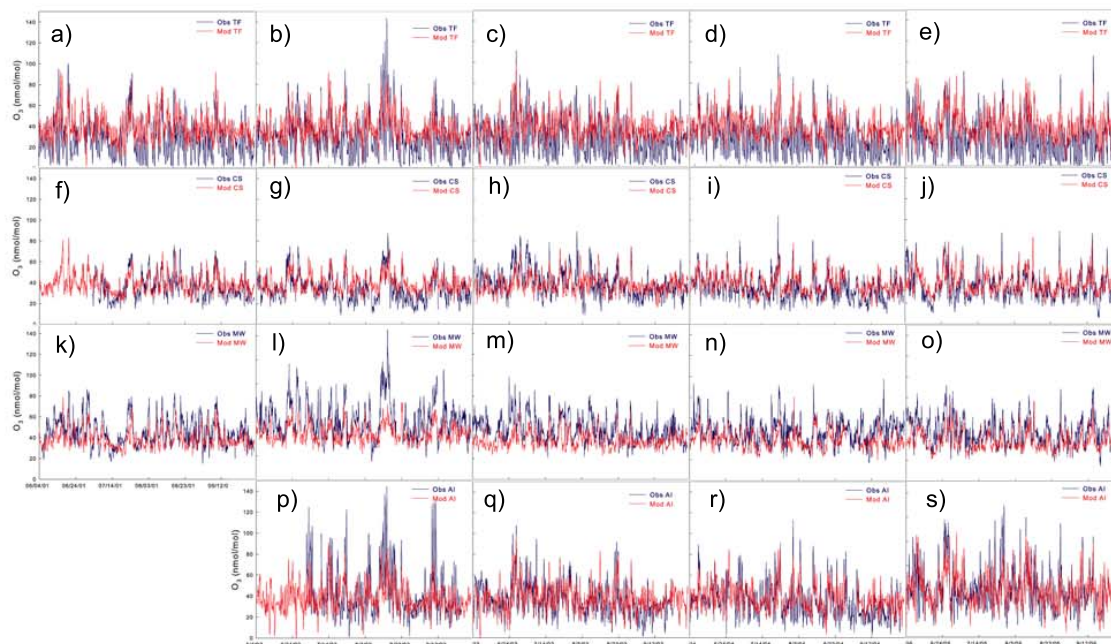 a)
Obs TF
Mod TF
b)
Obs TF
Mod TF
c)
Obs TF
Mod TF
d)
Obs TF
Mod TF
e)
Obs TF
Mod TF
O3 (nmol/mol)
140
120
100
80
60
40
20
f)
Obs CS
Mod CS
g)
Obs CS
Mod CS
h)
Obs CS
Mod CS
i)
Obs CS
Mod CS
j)
Obs CS
Mod CS
O3 (nmol/mol)
140
120
100
80
60
40
20
k)
Obs MW
Mod MW
l)
Obs MW
Mod MW
m)
Obs MW
Mod MW
n)
Obs MW
Mod MW
o)
Obs MW
Mod MW
O3 (nmol/mol)
140
120
100
80
60
40
20
0
06/04/01 06/24/01 07/14/01 08/03/01 08/23/01 09/12/0
p)
Obs AI
Mod AI
q)
Obs AI
Mod AI
r)
Obs AI
Mod AI
s)
Obs AI
Mod AI
O3 (nmol/mol)
140
120
100
80
60
40
20
0